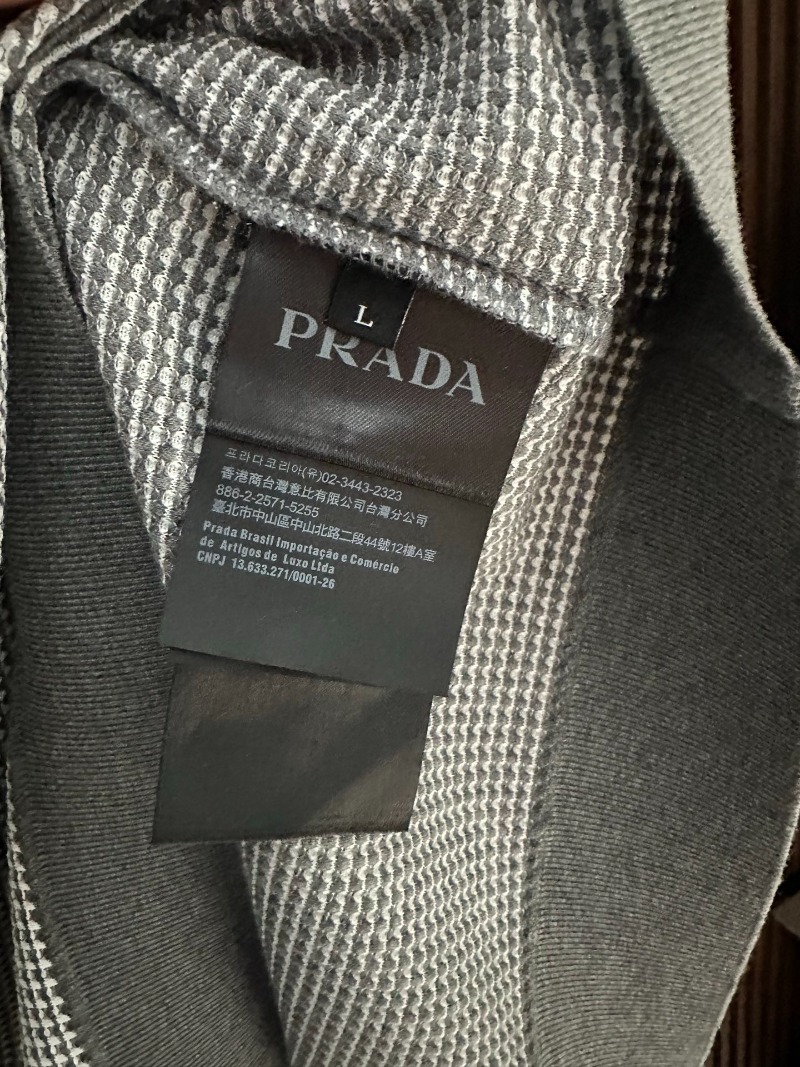 L
PRADA
프라다코리아(유)02-3443-2323
香港商台灣意比有限公司台灣分公司
886-2-2571-5255
臺北市中山區中山北路二段44號12樓A室
Prada Brasil Importação e Comércio
de Artigos de Luxo Ltda
CNPJ 13.633.271/0001-26